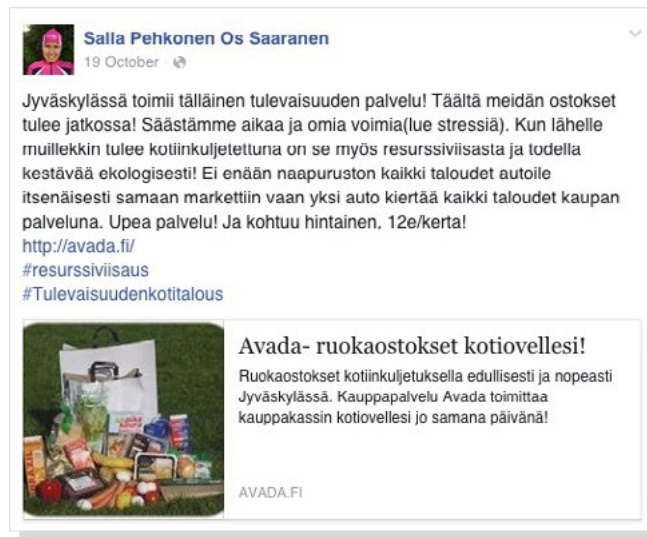 Salla Pehkonen Os Saaranen
19 October
Jyväskylässä toimii tälläinen tulevaisuuden palvelu! Täältä meidän ostokset
tulee jatkossa! Säästämme aikaa ja omia voimia(lue stressiä). Kun lähelle
muillekkin tulee kotiinkuljetettuna on se myös resurssiviisasta ja todella
kestävää ekologisesti! Ei enään naapuruston kaikki taloudet autoile
itsenäisesti samaan markettiin vaan yksi auto kiertää kaikki taloudet kaupan
palveluna. Upea palvelu! Ja kohtuu hintainen, 12e/kerta!
http://avada.fi/
#resurssiviisaus
#Tulevaisuudenkotitalous
Avada- ruokaostokset kotiovellesi!
Ruokaostokset kotiinkuljetuksella edullisesti ja nopeasti
Jyväskylässä. Kauppapalvelu Avada toimittaa
kauppakassin kotiovellesi jo samana päivänä!
AVADA.FI